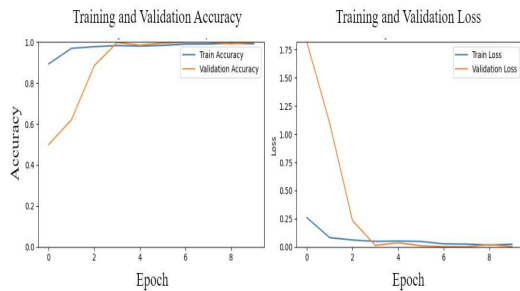 Training and Validation Accuracy
Training and Validation Loss
1.0
0.8
0.6
0.4
0.2
0.0
Accuracy
Train Accuracy
Validation Accuracy
0 2 4 6 8
Epoch
1.75
1.50
1.25
1.00
0.75
0.50
0.25
0.00
Loss
Train Loss
Validation Loss
0 2 4 6 8
Epoch